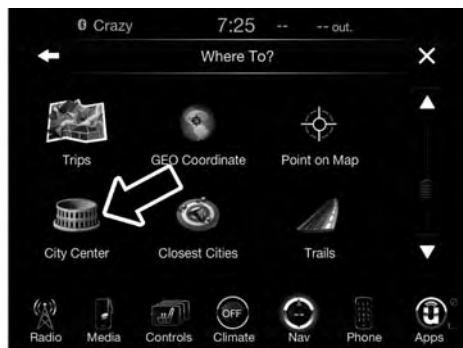 Crazy 7:25 -- -- out.
Where To?
Trips GEO Coordinate Point on Map
City Center Closest Cities Trails
OFF --
Radio Media Controls Climate Nav Phone Apps